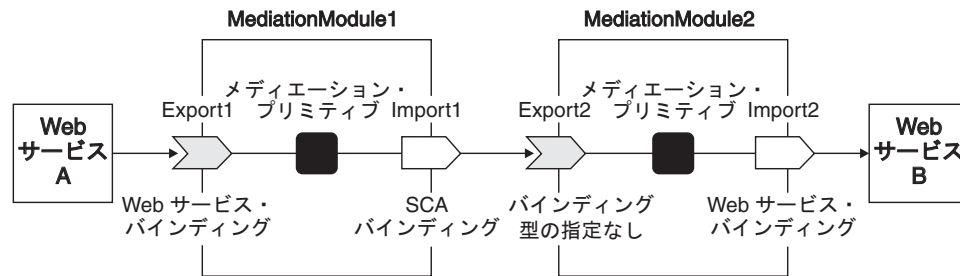 MediationModule1
MediationModule2
メディエーション・
プリミティブ
メディエーション・
プリミティブ
Export1
Import1
Export2
Import2
Web
サービス
A
Web
サービス
B
Web サービス・
バインディング
SCA
バインディング
バインディング
型の指定なし
Web サービス・
バインディング